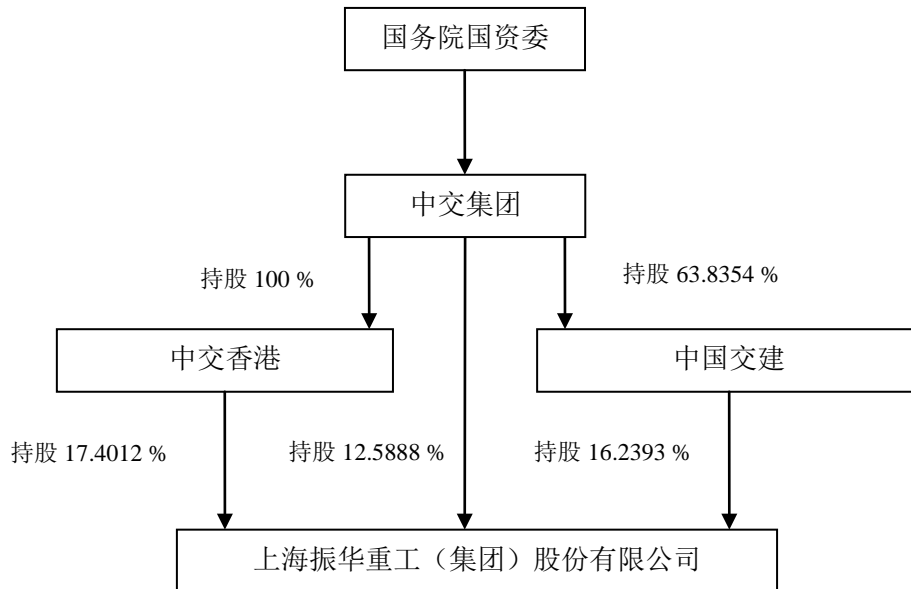 国务院国资委
中交集团
持股 100 %
持股 63.8354 %
中交香港
中国交建
持股 17.4012 %
持股 12.5888 %
持股 16.2393 %
上海振华重工（集团）股份有限公司